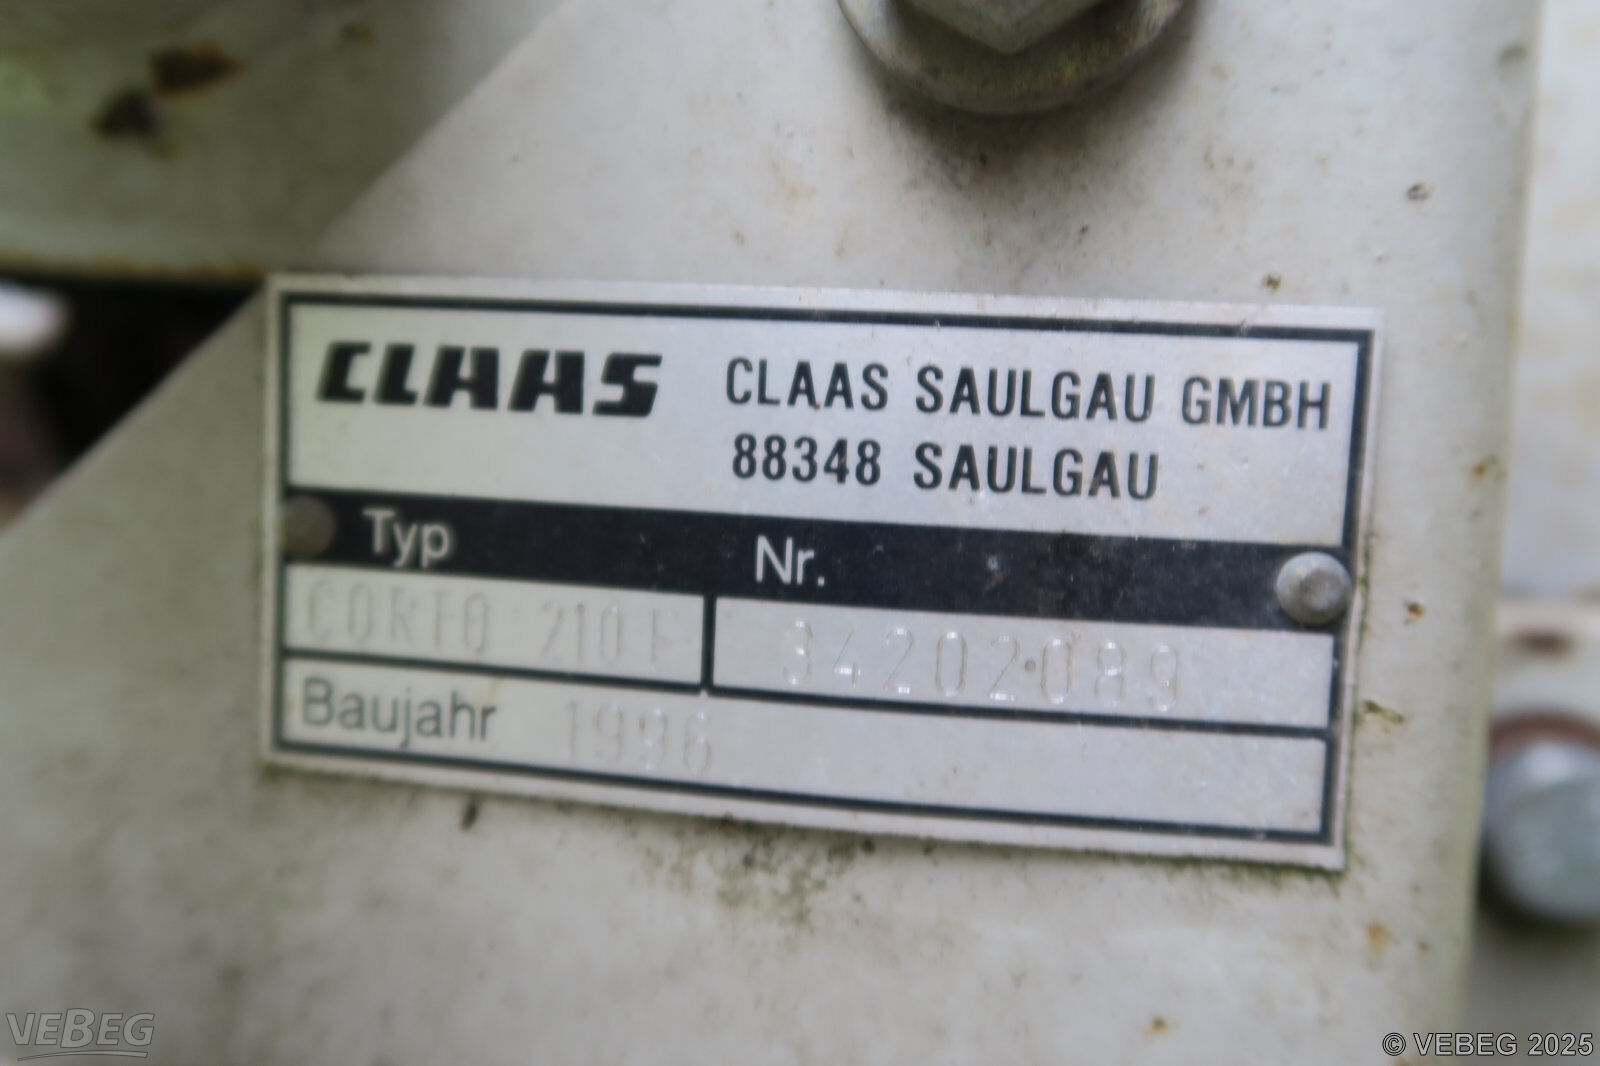 CLAAS CLAAS SAULGAU GMBH
88348 SAULGAU
Typ Nr.
CORTO 210 F 34202089
Baujahr 1996
VEBEG
© VEBEG 2025